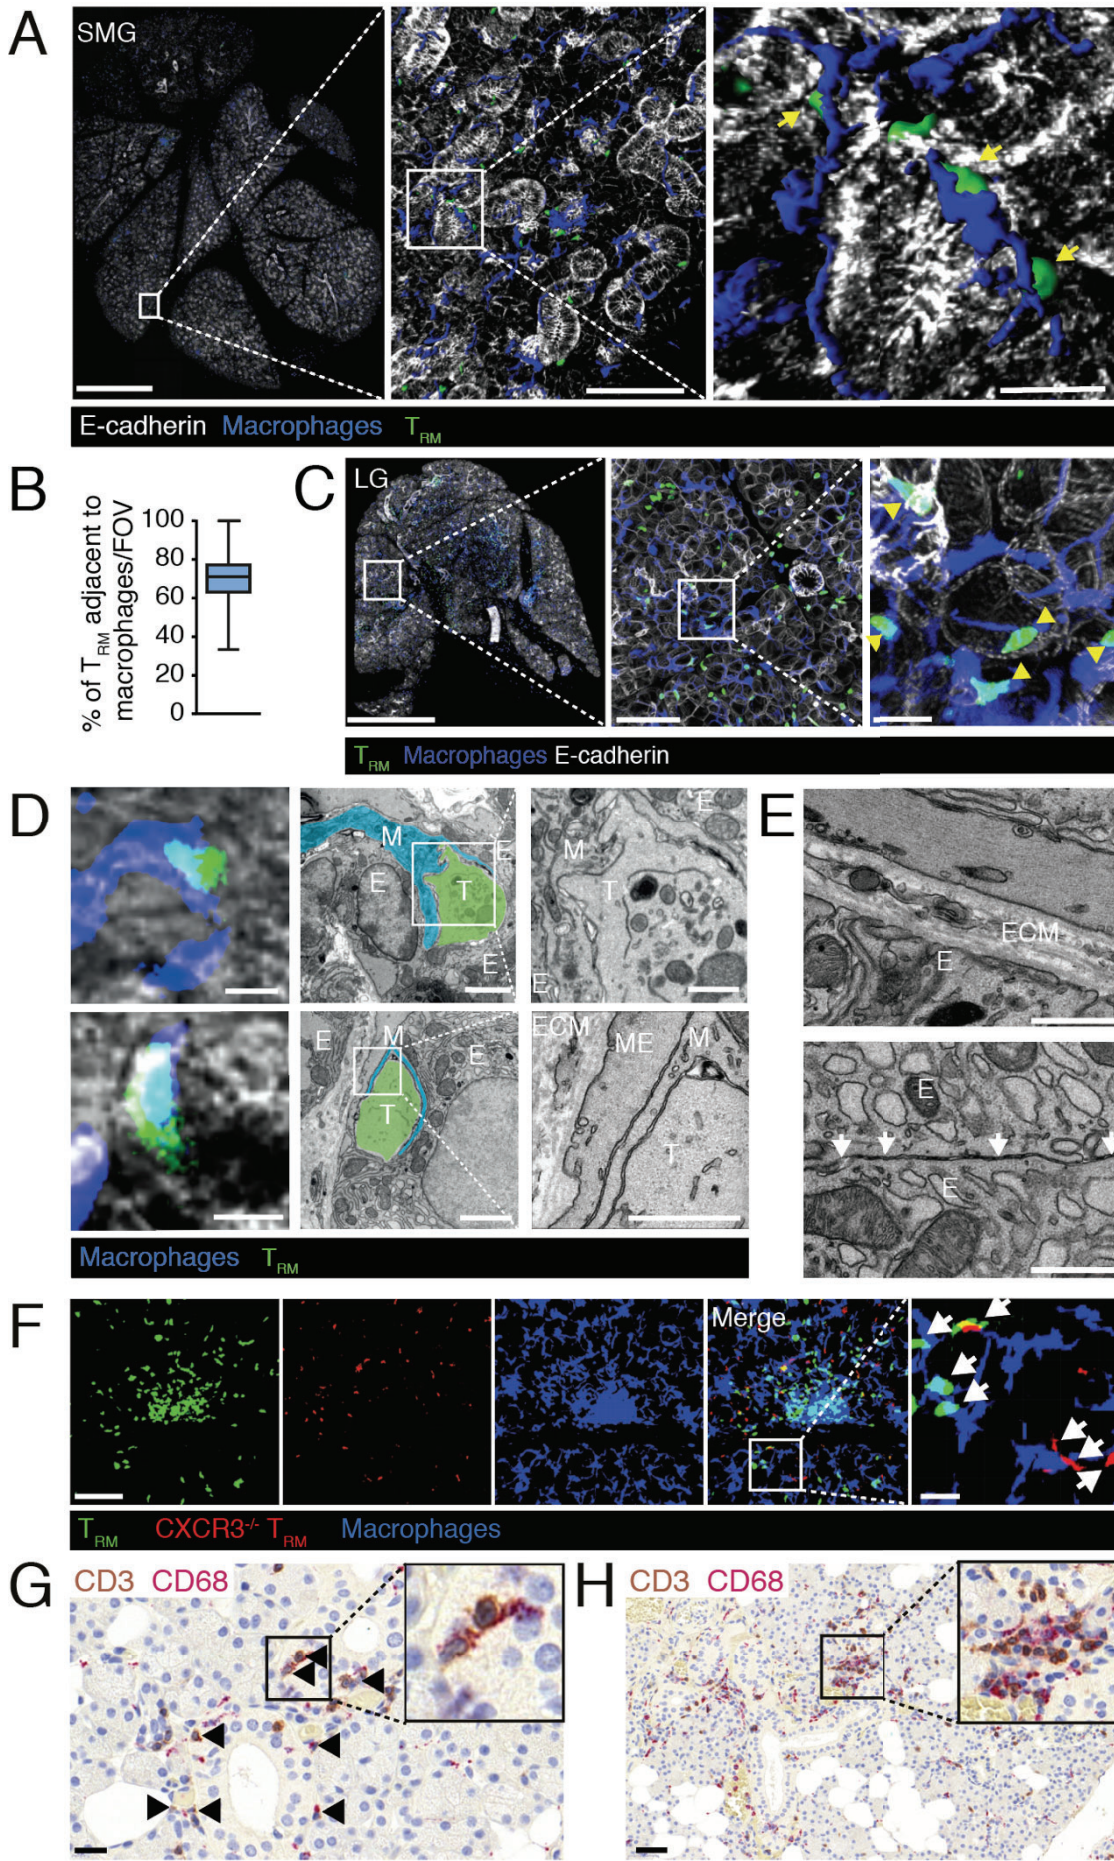 A
SMG
E-cadherin Macrophages TRM
B
% of TRM adjacent to
macrophages/FOV
100
80
60
40
20
0
C
LG
TRM Macrophages E-cadherin
D
M
E
E
T
E
E
M
T
E
E
M
E
T
ECM
ME
M
T
Macrophages TRM
E
ECM
E
E
E
F
Merge
TRM CXCR3-/- TRM Macrophages
G
CD3 CD68
H
CD3 CD68